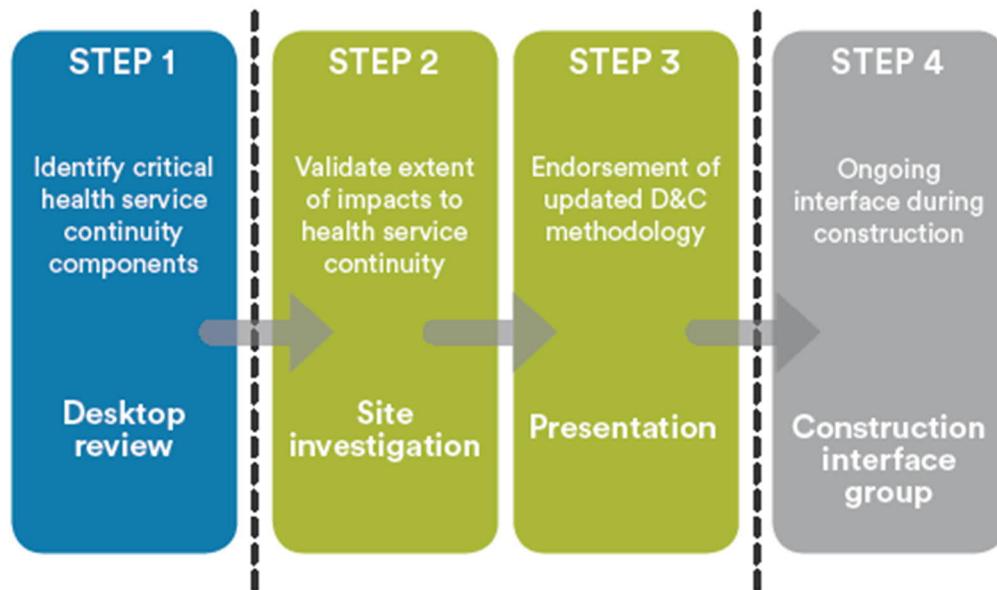 STEP 1
Identify critical
health service
continuity
components
Desktop
review
STEP 2
Validate extent
of impacts to
health service
continuity
Site
investigation
STEP 3
Endorsement of
updated D&C
methodology
Presentation
STEP 4
Ongoing
interface during
construction
Construction
interface
group